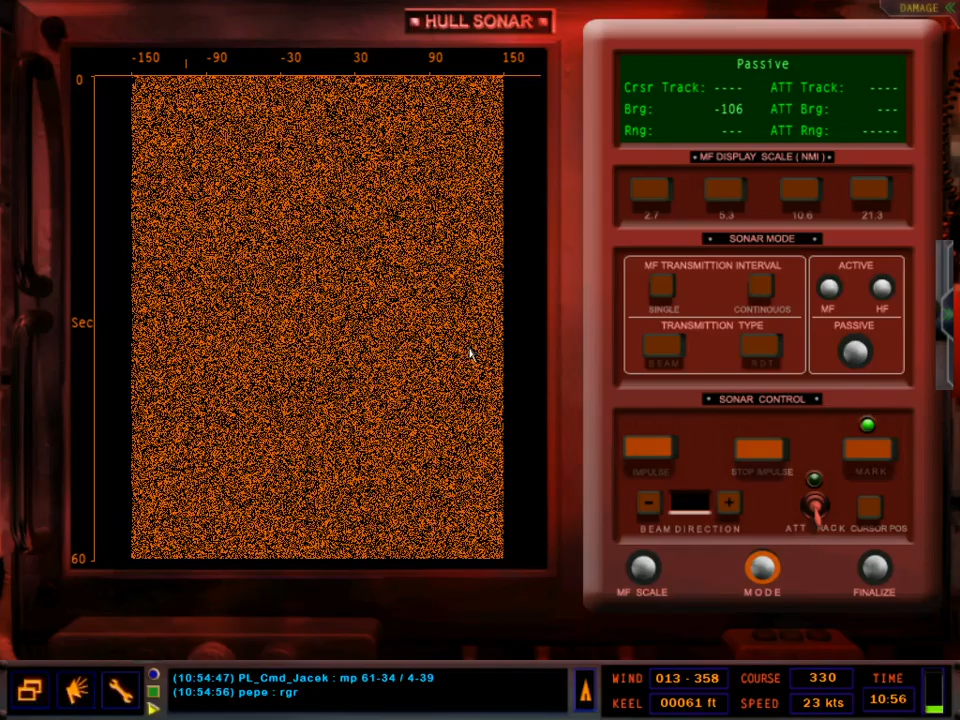 DAMAGE
HULL SONAR
-150 -90 -30 30 90 150
0
Sec
60
Passive
Crsr Track: ---- ATT Track: ----
Brg: -106 ATT Brg: ---
Rng: --- ATT Rng: -----
MF DISPLAY SCALE ( NMI )
2.7 5.3 10.6 21.3
SONAR MODE
MF TRANSMITTION INTERVAL
SINGLE CONTINUOUS
TRANSMITTION TYPE
BEAM RDT
ACTIVE
MF HF
PASSIVE
SONAR CONTROL
IMPULSE STOP IMPULSE MARK
- +
BEAM DIRECTION
ATT RACK CURSOR POS
MF SCALE MODE FINALIZE
(10:54:47) PL_Cmd_Jacek : mp 61-34 / 4-39
(10:54:56) pepe : rgr
WIND 013 - 358 COURSE 330 TIME
KEEL 00061 ft SPEED 23 kts 10:56